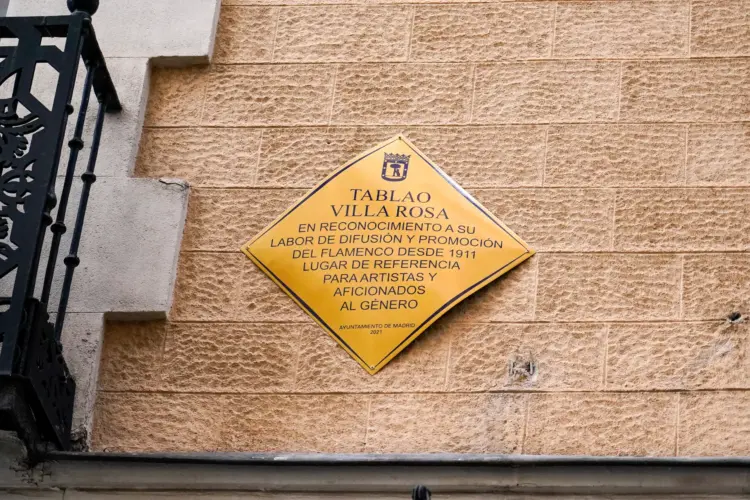 TABLAO
VILLA ROSA
EN RECONOCIMIENTO A SU
LABOR DE DIFUSIÓN Y PROMOCIÓN
DEL FLAMENCO DESDE 1911
LUGAR DE REFERENCIA
PARA ARTISTAS Y
AFICIONADOS
AL GÉNERO
AYUNTAMIENTO DE MADRID
2021